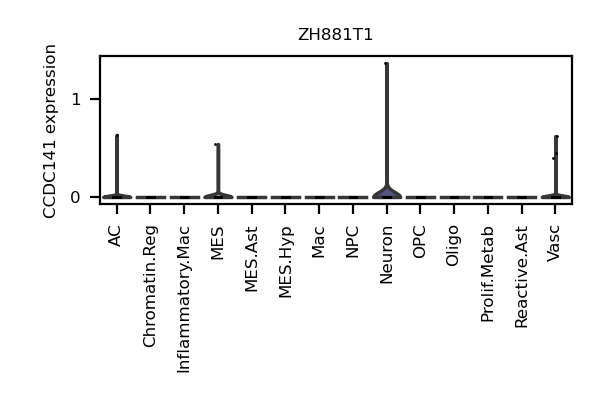 ZH881T1
CCDC141 expression
1
0
AC
Chromatin.Reg
Inflammatory.Mac
MES
MES.Ast
MES.Hyp
Mac
NPC
Neuron
OPC
Oligo
Prolif.Metab
Reactive.Ast
Vasc